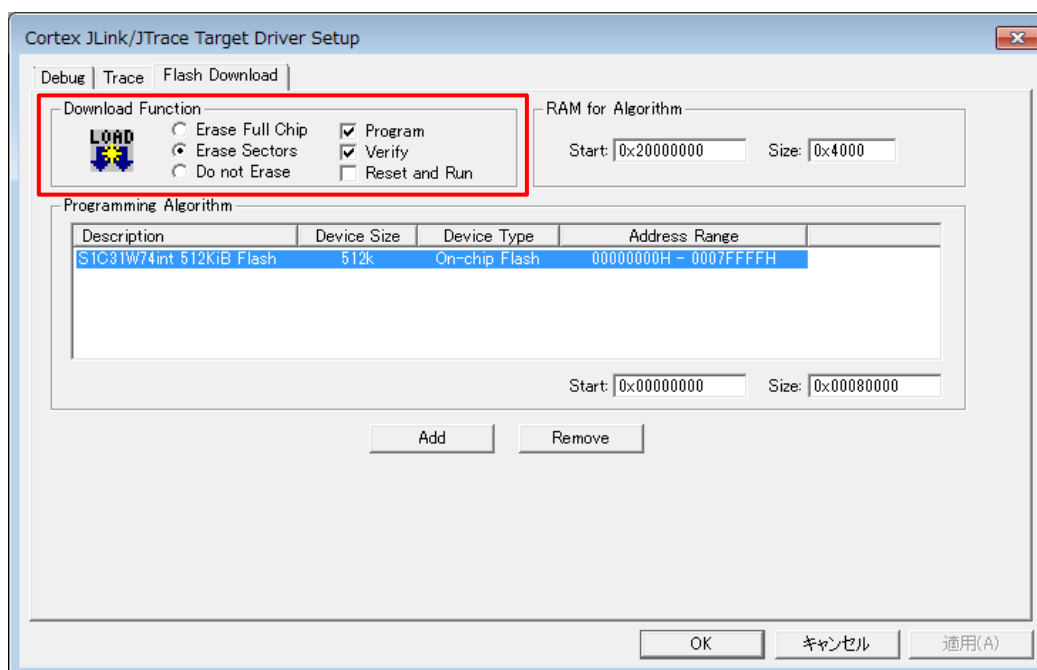 Cortex JLink/JTrace Target Driver Setup
Debug Trace Flash Download
Download Function
LOAD
Erase Full Chip
Erase Sectors
Do not Erase
Program
Verify
Reset and Run
RAM for Algorithm
Start: 0x20000000 Size: 0x4000
Programming Algorithm
Description Device Size Device Type Address Range
S1C31W74int 512KiB Flash 512k On-chip Flash 00000000H - 0007FFFFH
Start: 0x00000000 Size: 0x00080000
Add Remove
OK キャンセル 適用(A)